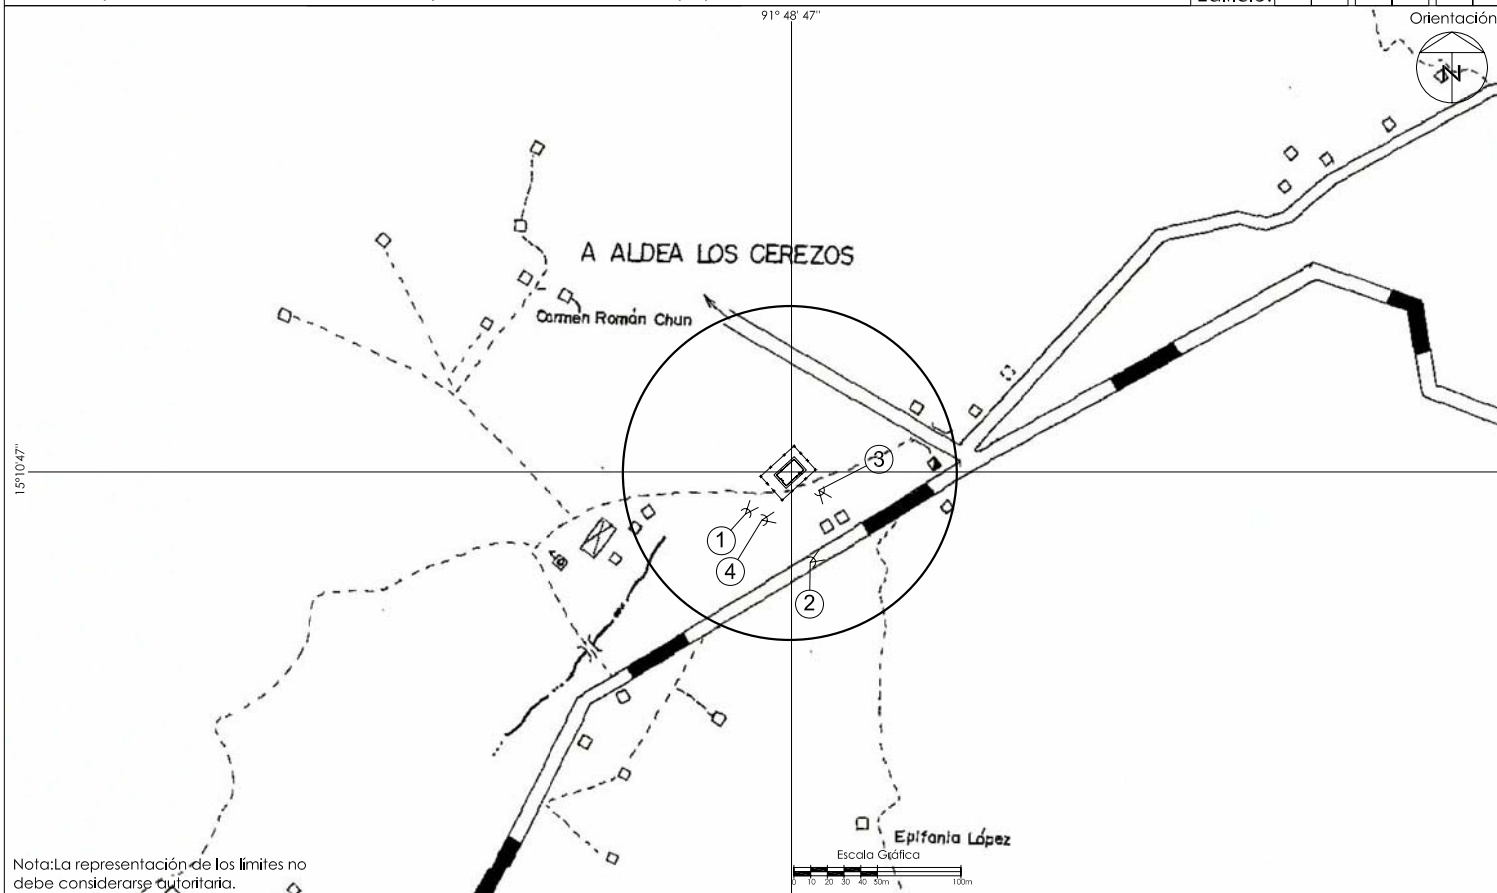 91° 48' 47"
Orientación
N
A ALDEA LOS CEREZOS
Carmen Román Chun
15°10'47"
3
1
4
2
Epifania López
Escala Gráfica
0 10 20 30 40 50m 100m
Nota:La representación de los límites no
debe considerarse autoritaria.